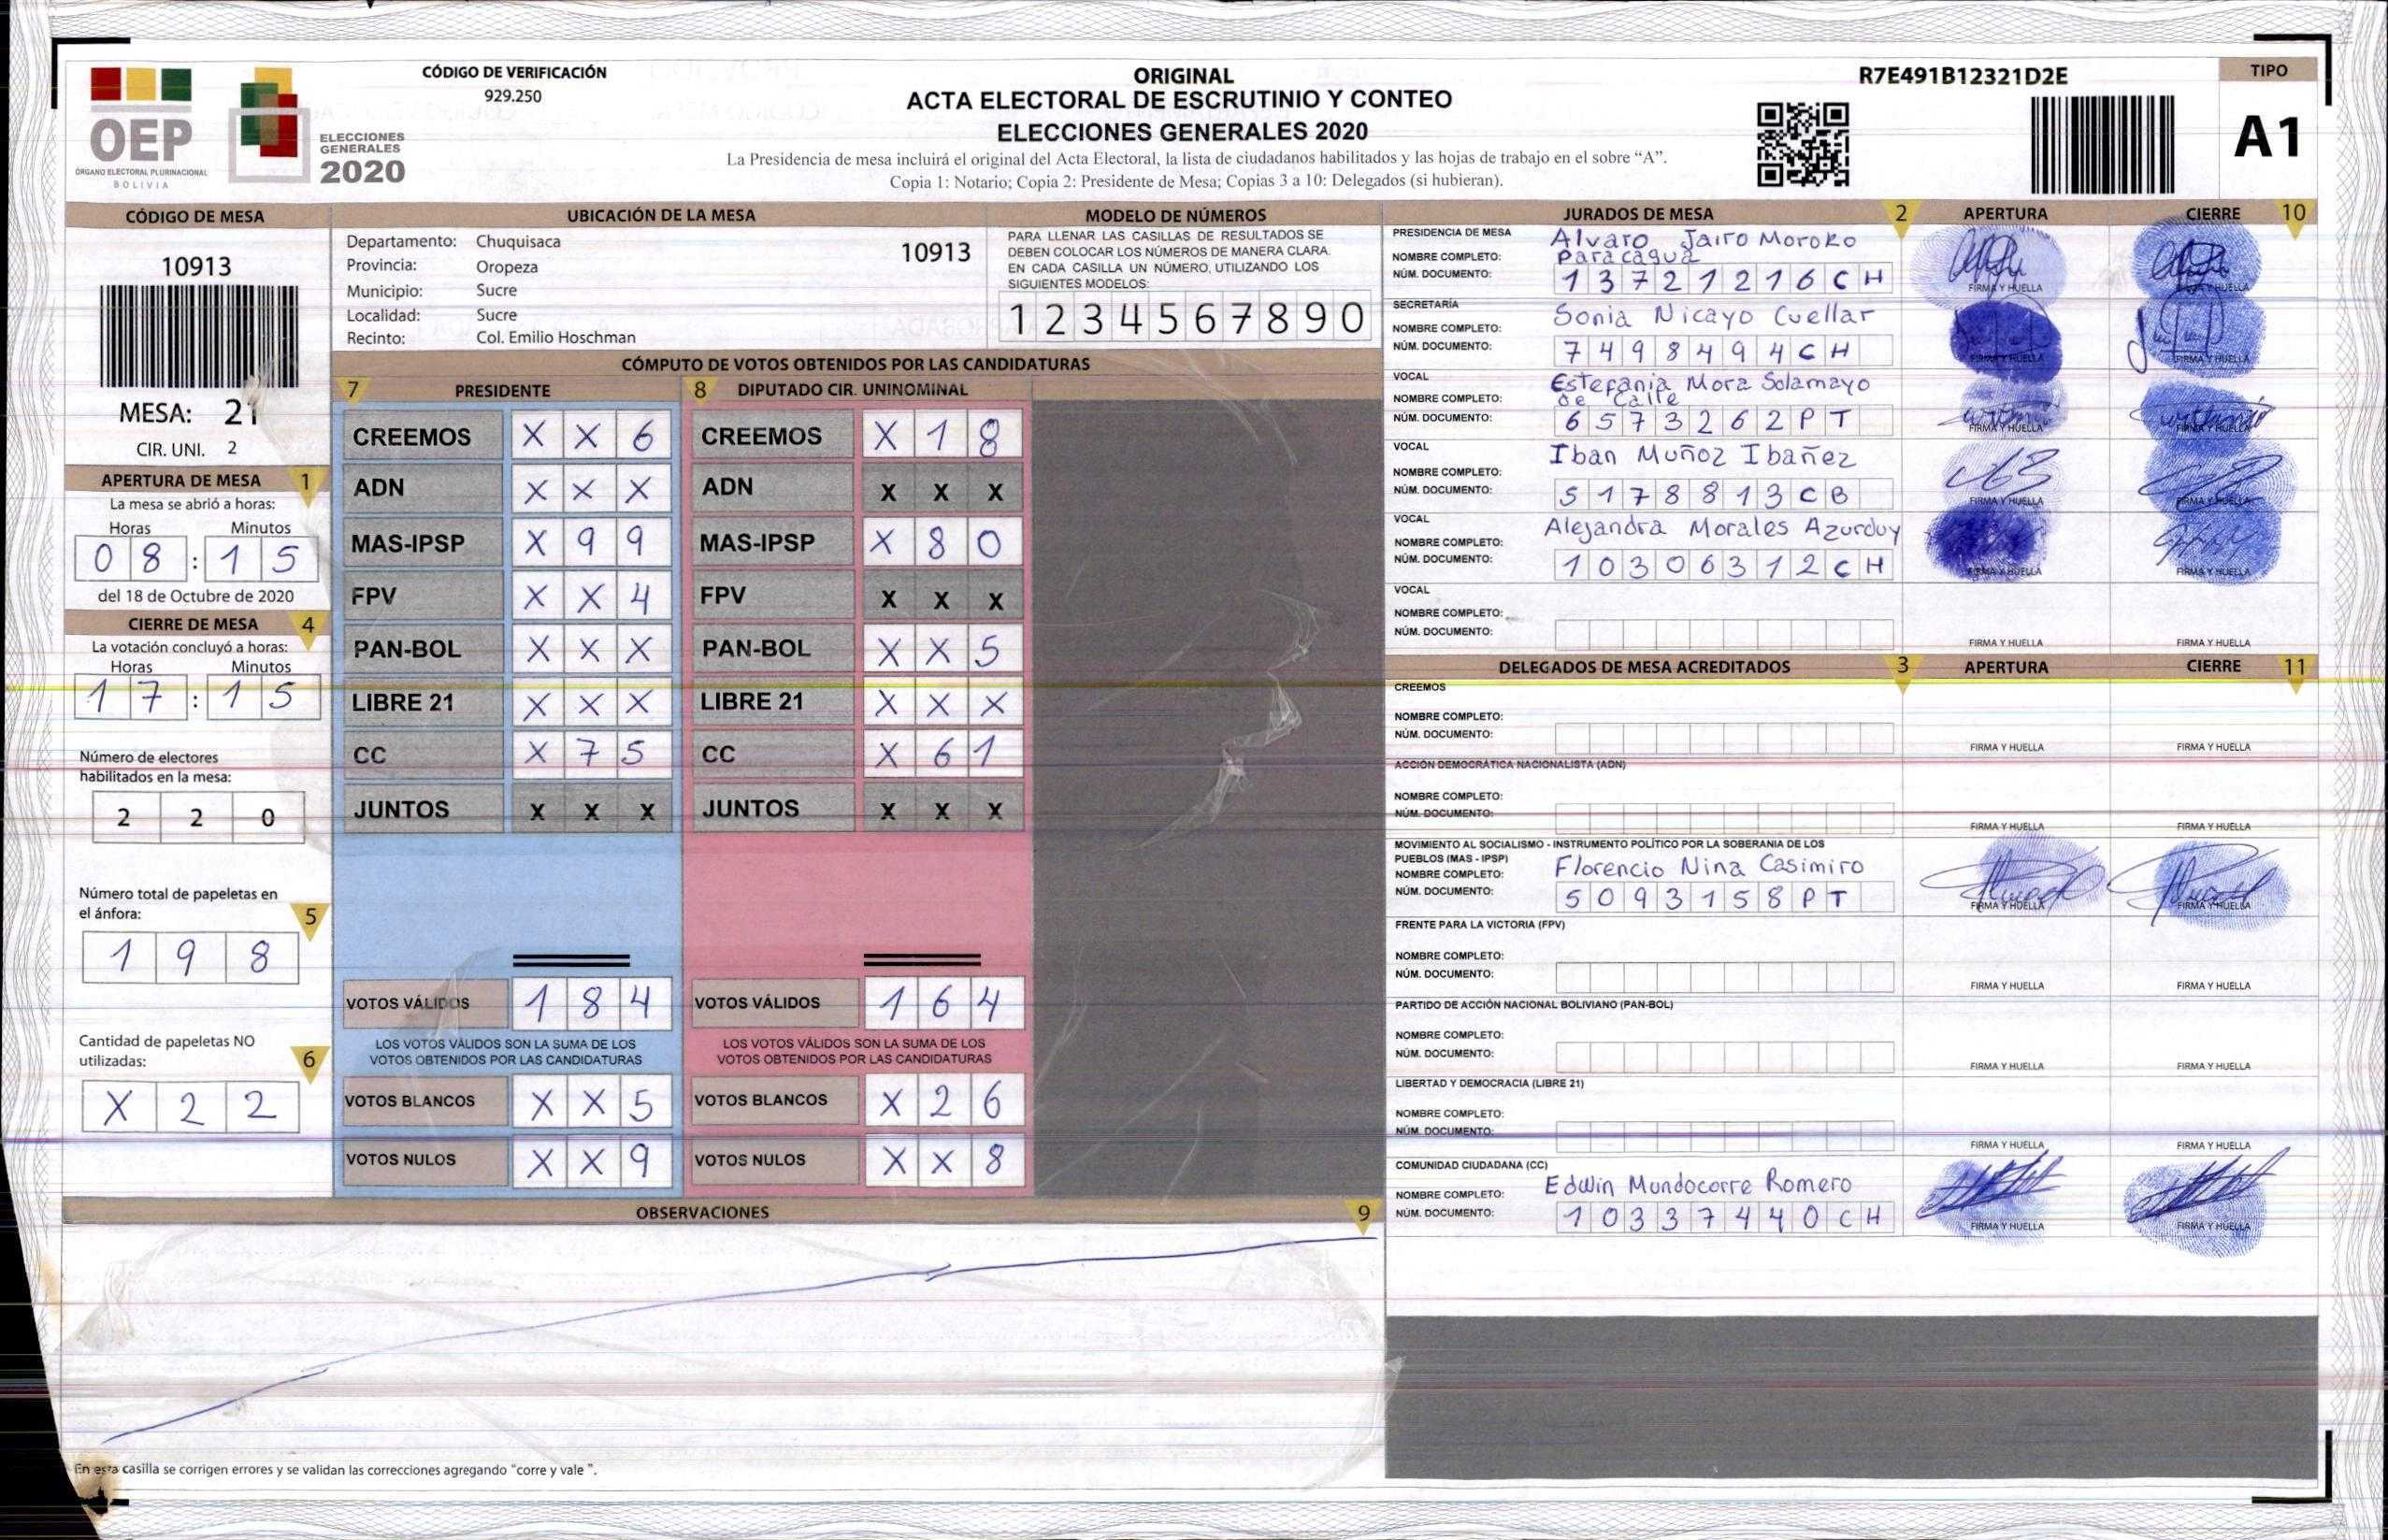 CÓDIGO DE VERIFICACIÓN
929.250
OEP
ÓRGANO ELECTORAL PLURINACIONAL
BOLIVIA
ELECCIONES
GENERALES
2020
ORIGINAL
ACTA ELECTORAL DE ESCRUTINIO Y CONTEO
ELECCIONES GENERALES 2020
La Presidencia de mesa incluirá el original del Acta Electoral, la lista de ciudadanos habilitados y las hojas de trabajo en el sobre “A”.
Copia 1: Notario; Copia 2: Presidente de Mesa; Copias 3 a 10: Delegados (si hubieran).
R7E491B12321D2E
TIPO
A1
CÓDIGO DE MESA
10913
MESA: 21
CIR. UNI. 2
APERTURA DE MESA 1
La mesa se abrió a horas:
Horas Minutos
08 : 15
del 18 de Octubre de 2020
CIERRE DE MESA 4
La votación concluyó a horas:
Horas Minutos
17 : 15
Número de electores
habilitados en la mesa:
2 2 0
Número total de papeletas en
el ánfora: 5
1 9 8
Cantidad de papeletas NO
utilizadas: 6
X 2 2
UBICACIÓN DE LA MESA
Departamento: Chuquisaca 10913
Provincia: Oropeza
Municipio: Sucre
Localidad: Sucre
Recinto: Col. Emilio Hoschman
MODELO DE NÚMEROS
PARA LLENAR LAS CASILLAS DE RESULTADOS SE
DEBEN COLOCAR LOS NÚMEROS DE MANERA CLARA.
EN CADA CASILLA UN NÚMERO, UTILIZANDO LOS
SIGUIENTES MODELOS:
1 2 3 4 5 6 7 8 9 0
CÓMPUTO DE VOTOS OBTENIDOS POR LAS CANDIDATURAS
7 PRESIDENTE 8 DIPUTADO CIR. UNINOMINAL
CREEMOS X X 6 CREEMOS X 1 8
ADN X X X ADN X X X
MAS-IPSP X 9 9 MAS-IPSP X 8 0
FPV X X 4 FPV X X X
PAN-BOL X X X PAN-BOL X X 5
LIBRE 21 X X X LIBRE 21 X X X
CC X 7 5 CC X 6 1
JUNTOS X X X JUNTOS X X X
VOTOS VÁLIDOS 1 8 4 VOTOS VÁLIDOS 1 6 4
LOS VOTOS VÁLIDOS SON LA SUMA DE LOS LOS VOTOS VÁLIDOS SON LA SUMA DE LOS
VOTOS OBTENIDOS POR LAS CANDIDATURAS VOTOS OBTENIDOS POR LAS CANDIDATURAS
VOTOS BLANCOS X X 5 VOTOS BLANCOS X 2 6
VOTOS NULOS X X 9 VOTOS NULOS X X 8
OBSERVACIONES 9
En esta casilla se corrigen errores y se validan las correcciones agregando “corre y vale”.
JURADOS DE MESA 2 APERTURA CIERRE 10
PRESIDENCIA DE MESA
NOMBRE COMPLETO: Alvaro Jairo Moroko
Paracagua
NÚM. DOCUMENTO: 13721216CH
FIRMA Y HUELLA FIRMA Y HUELLA
SECRETARÍA
NOMBRE COMPLETO: Sonia Nicayo Cuellar
NÚM. DOCUMENTO: 7498494CH
FIRMA Y HUELLA FIRMA Y HUELLA
VOCAL
NOMBRE COMPLETO: Estefania Mora Solamayo
de Calle
NÚM. DOCUMENTO: 6573262PT
FIRMA Y HUELLA FIRMA Y HUELLA
VOCAL
NOMBRE COMPLETO: Iban Muñoz Ibañez
NÚM. DOCUMENTO: 5178813CB
FIRMA Y HUELLA FIRMA Y HUELLA
VOCAL
NOMBRE COMPLETO: Alejandra Morales Azurduy
NÚM. DOCUMENTO: 10306312CH
FIRMA Y HUELLA FIRMA Y HUELLA
VOCAL
NOMBRE COMPLETO:
NÚM. DOCUMENTO:
FIRMA Y HUELLA FIRMA Y HUELLA
DELEGADOS DE MESA ACREDITADOS 3 APERTURA CIERRE 11
CREEMOS
NOMBRE COMPLETO:
NÚM. DOCUMENTO:
FIRMA Y HUELLA FIRMA Y HUELLA
ACCIÓN DEMOCRÁTICA NACIONALISTA (ADN)
NOMBRE COMPLETO:
NÚM. DOCUMENTO:
FIRMA Y HUELLA FIRMA Y HUELLA
MOVIMIENTO AL SOCIALISMO - INSTRUMENTO POLÍTICO POR LA SOBERANIA DE LOS
PUEBLOS (MAS - IPSP)
NOMBRE COMPLETO: Florencio Nina Casimiro
NÚM. DOCUMENTO: 5093158PT
FIRMA Y HUELLA FIRMA Y HUELLA
FRENTE PARA LA VICTORIA (FPV)
NOMBRE COMPLETO:
NÚM. DOCUMENTO:
FIRMA Y HUELLA FIRMA Y HUELLA
PARTIDO DE ACCIÓN NACIONAL BOLIVIANO (PAN-BOL)
NOMBRE COMPLETO:
NÚM. DOCUMENTO:
FIRMA Y HUELLA FIRMA Y HUELLA
LIBERTAD Y DEMOCRACIA (LIBRE 21)
NOMBRE COMPLETO:
NÚM. DOCUMENTO:
FIRMA Y HUELLA FIRMA Y HUELLA
COMUNIDAD CIUDADANA (CC)
NOMBRE COMPLETO: Edwin Mundocorre Romero
NÚM. DOCUMENTO: 10337440CH
FIRMA Y HUELLA FIRMA Y HUELLA